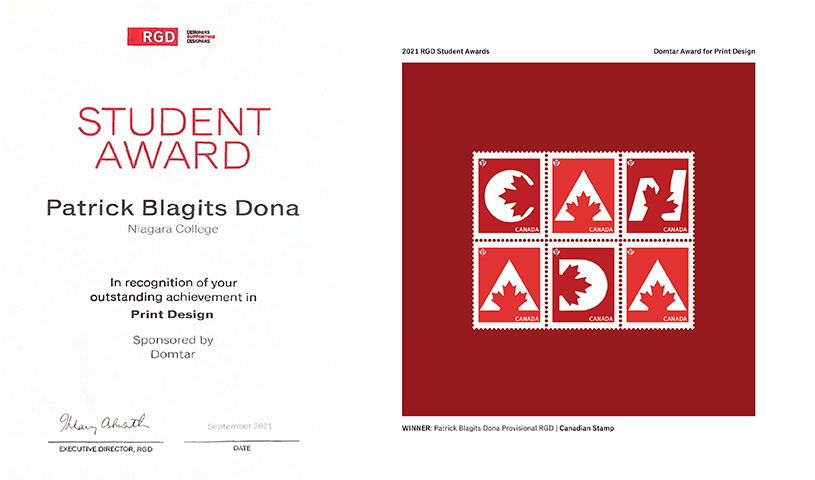 RGD
DESIGNERS
SUPPORTING
DESIGNERS
STUDENT
AWARD
Patrick Blagits Dona
Niagara College
In recognition of your
outstanding achievement in
Print Design
Sponsored by
Domtar
September 2021
EXECUTIVE DIRECTOR, RGD
DATE
2021 RGD Student Awards
Domtar Award for Print Design
P
C
CANADA
P
A
CANADA
P
N
CANADA
P
A
CANADA
P
D
CANADA
P
A
CANADA
WINNER: Patrick Blagits Dona Provisional RGD | Canadian Stamp